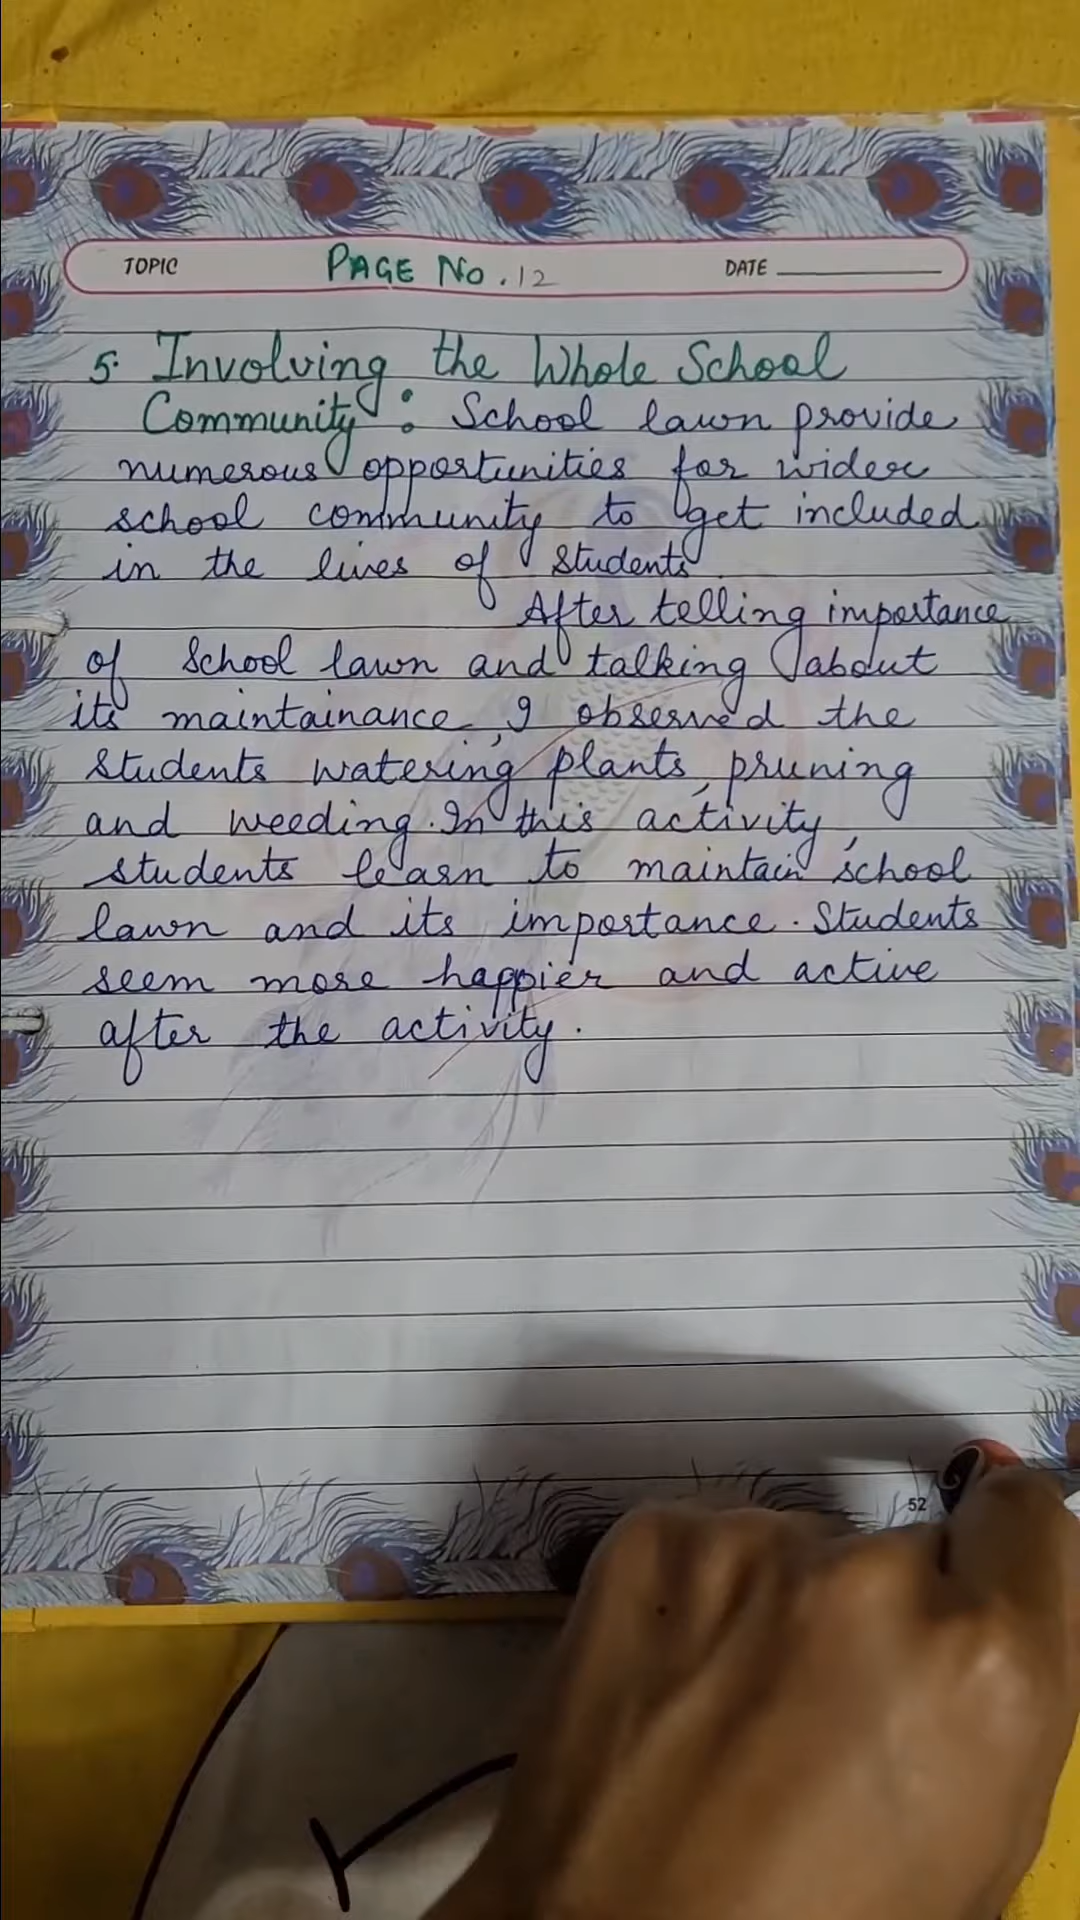 TOPIC PAGE No. 12 DATE
5. Involving the Whole School
Community : School lawn provide
numerous opportunities for wider
school community to get included
in the lives of students
After telling importance
of school lawn and talking about
its maintainance, I observed the
students watering plants, pruning
and weeding. In this activity,
students learn to maintain school
lawn and its importance. Students
seem more happier and active
after the activity.
52